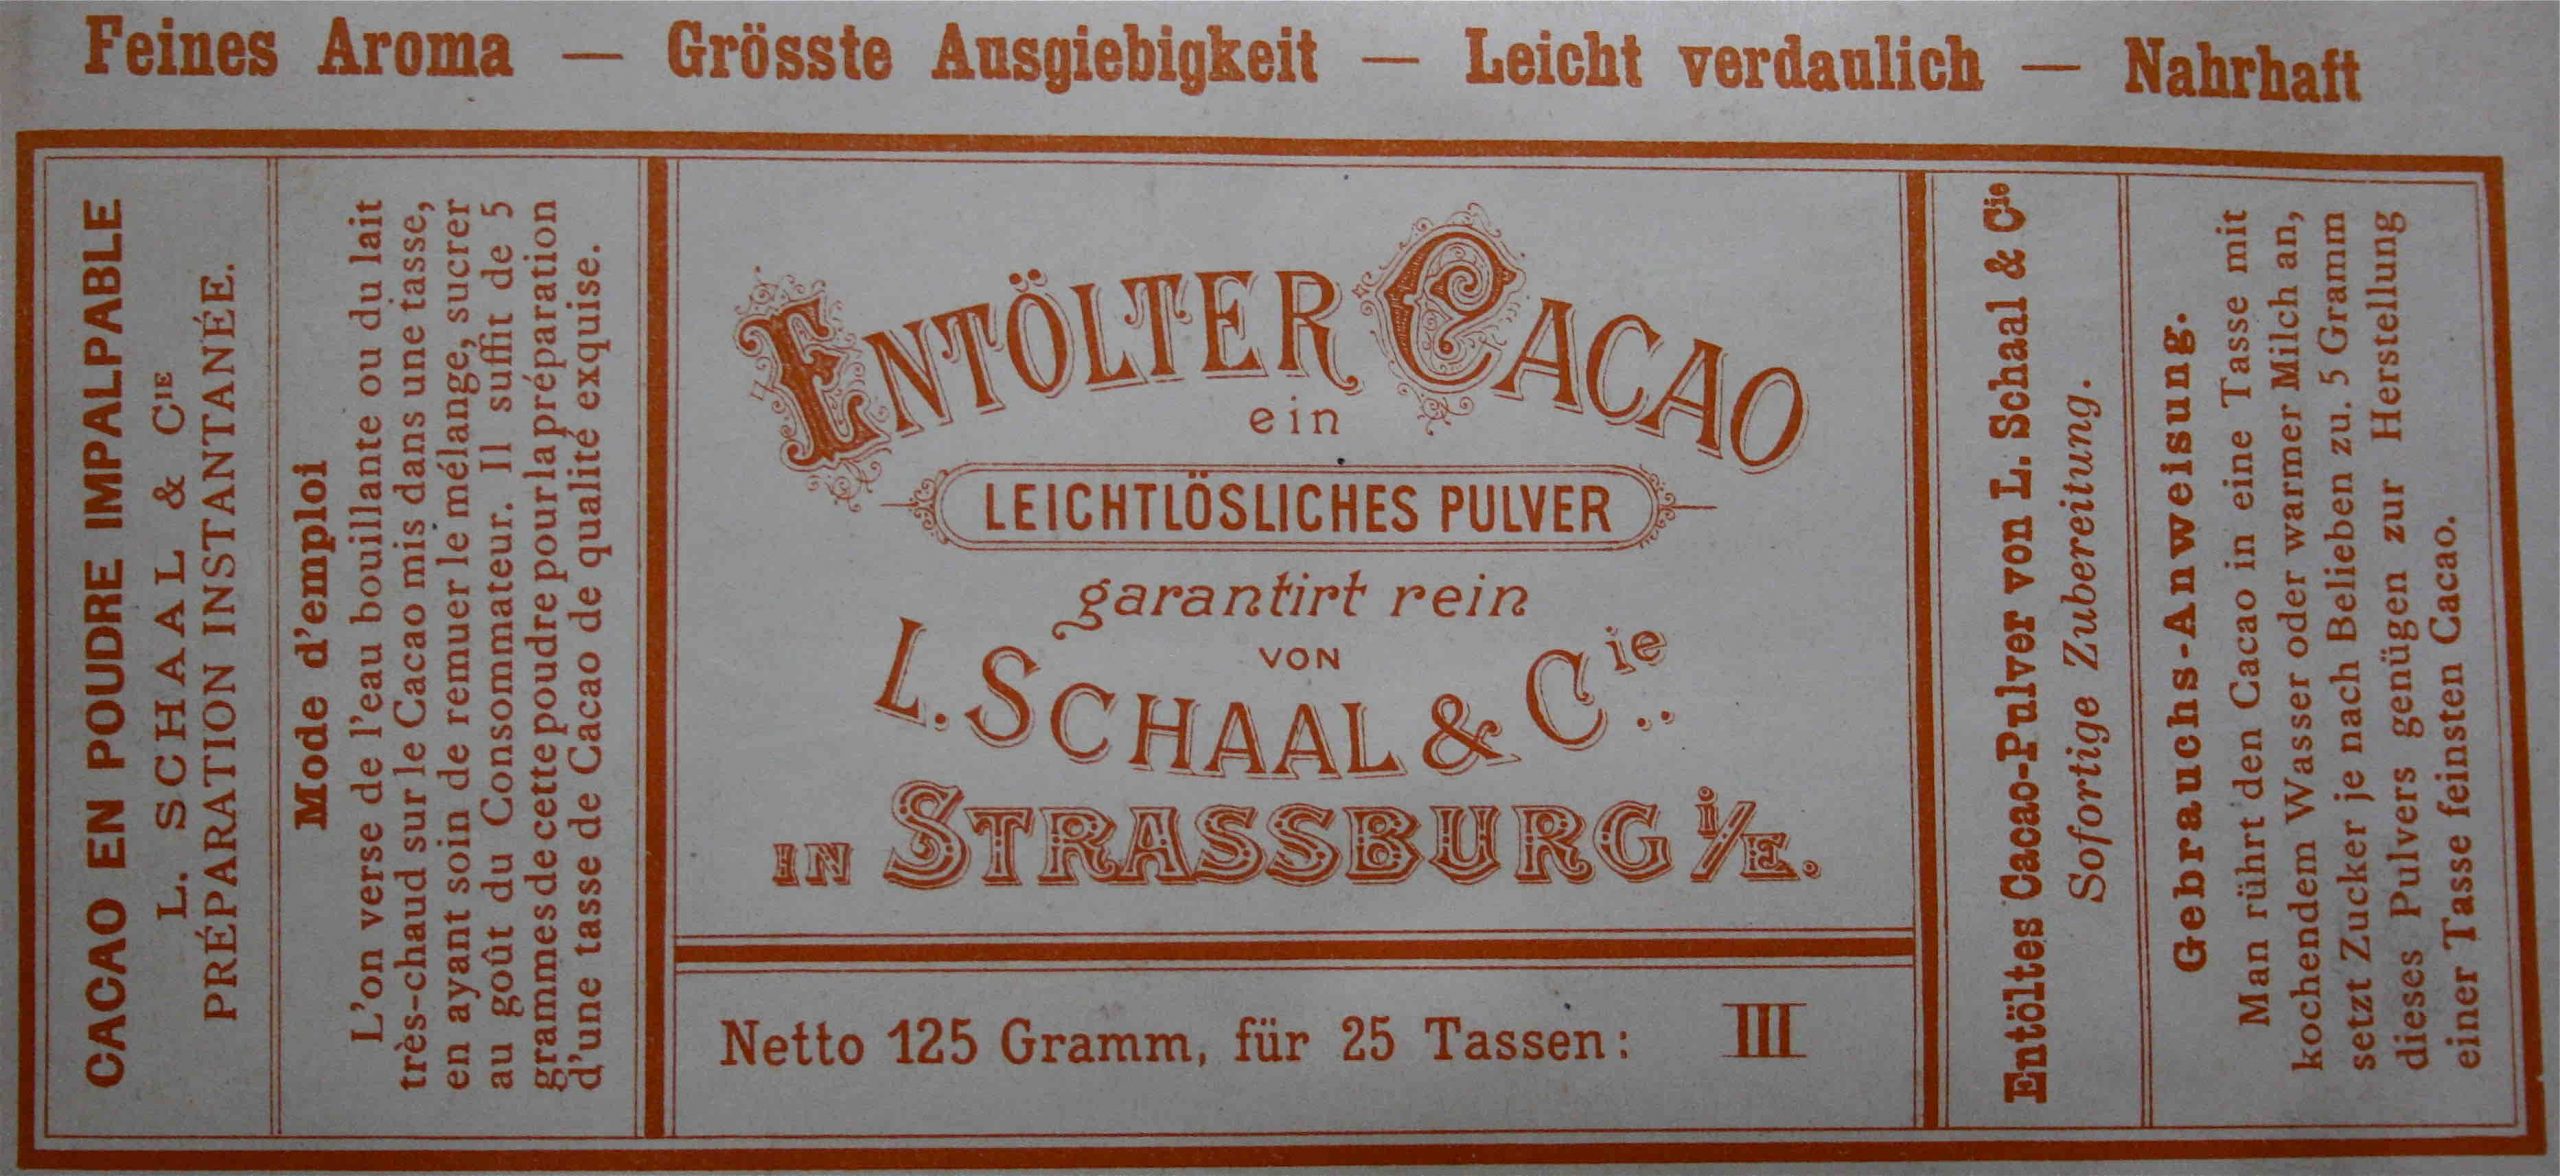 Feines Aroma — Grösste Ausgiebigkeit — Leicht verdaulich — Nahrhaft
CACAO EN POUDRE IMPALPABLE
L. SCHAAL & CIE
PRÉPARATION INSTANTANÉE.
Mode d'emploi
L'on verse de l'eau bouillante ou du lait
très-chaud sur le Cacao mis dans une tasse,
en ayant soin de remuer le mélange, sucrer
au goût du Consommateur. Il suffit de 5
grammes de cette poudre pour la préparation
d'une tasse de Cacao de qualité exquise.
ENTÖLTER CACAO
ein
LEICHTLÖSLICHES PULVER
garantirt rein
VON
L. SCHAAL & Cie
IN STRASSBURG i/E.
Netto 125 Gramm, für 25 Tassen: III
Entöltes Cacao-Pulver von L. Schaal & Cie
Sofortige Zubereitung.
Gebrauchs-Anweisung.
Man rührt den Cacao in eine Tasse mit
kochendem Wasser oder warmer Milch an,
setzt Zucker je nach Belieben zu. 5 Gramm
dieses Pulvers genügen zur Herstellung
einer Tasse feinsten Cacao.